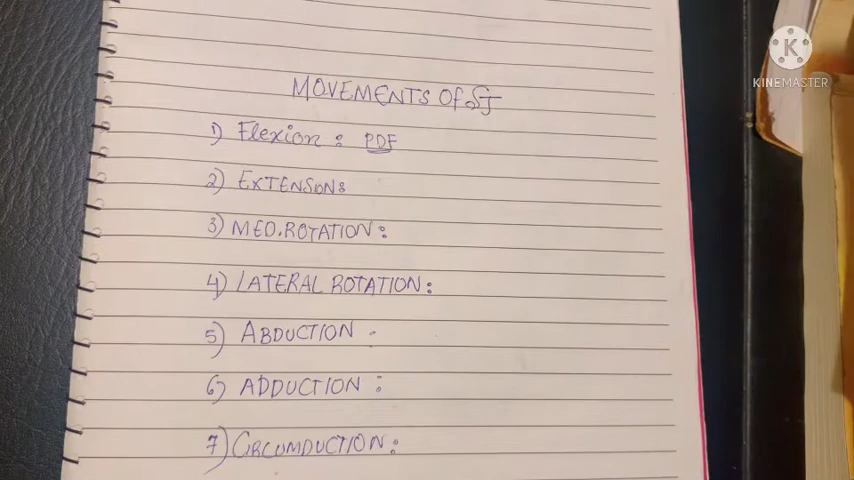 MOVEMENTS OF SJ
1) Flexion : PDF
2) EXTENSON:
3) MED.ROTATION:
4) LATERAL ROTATION:
5) ABDUCTION -
6) ADDUCTION :
7) CIRCUMDUCTION:
K
KINEMASTER